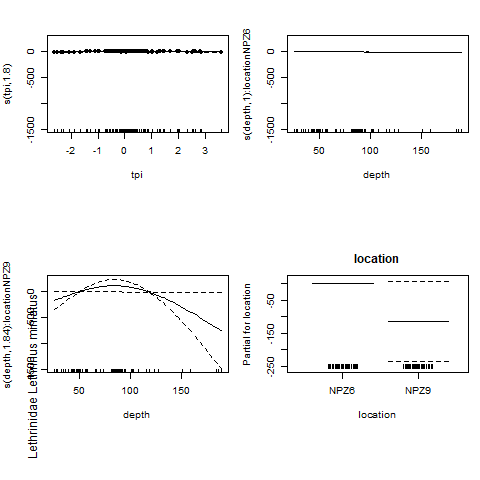 s(tpi,1.8)
0
-500
-1500
-2
-1
0
1
2
3
tpi
s(depth,1):locationNPZ6
0
-500
-1500
50
100
150
depth
s(depth,1.84):locationNPZ9
Lethrinidae Lethrinus miniatus
0
50
100
150
depth
location
Partial for location
-50
-150
-250
NPZ6
NPZ9
location